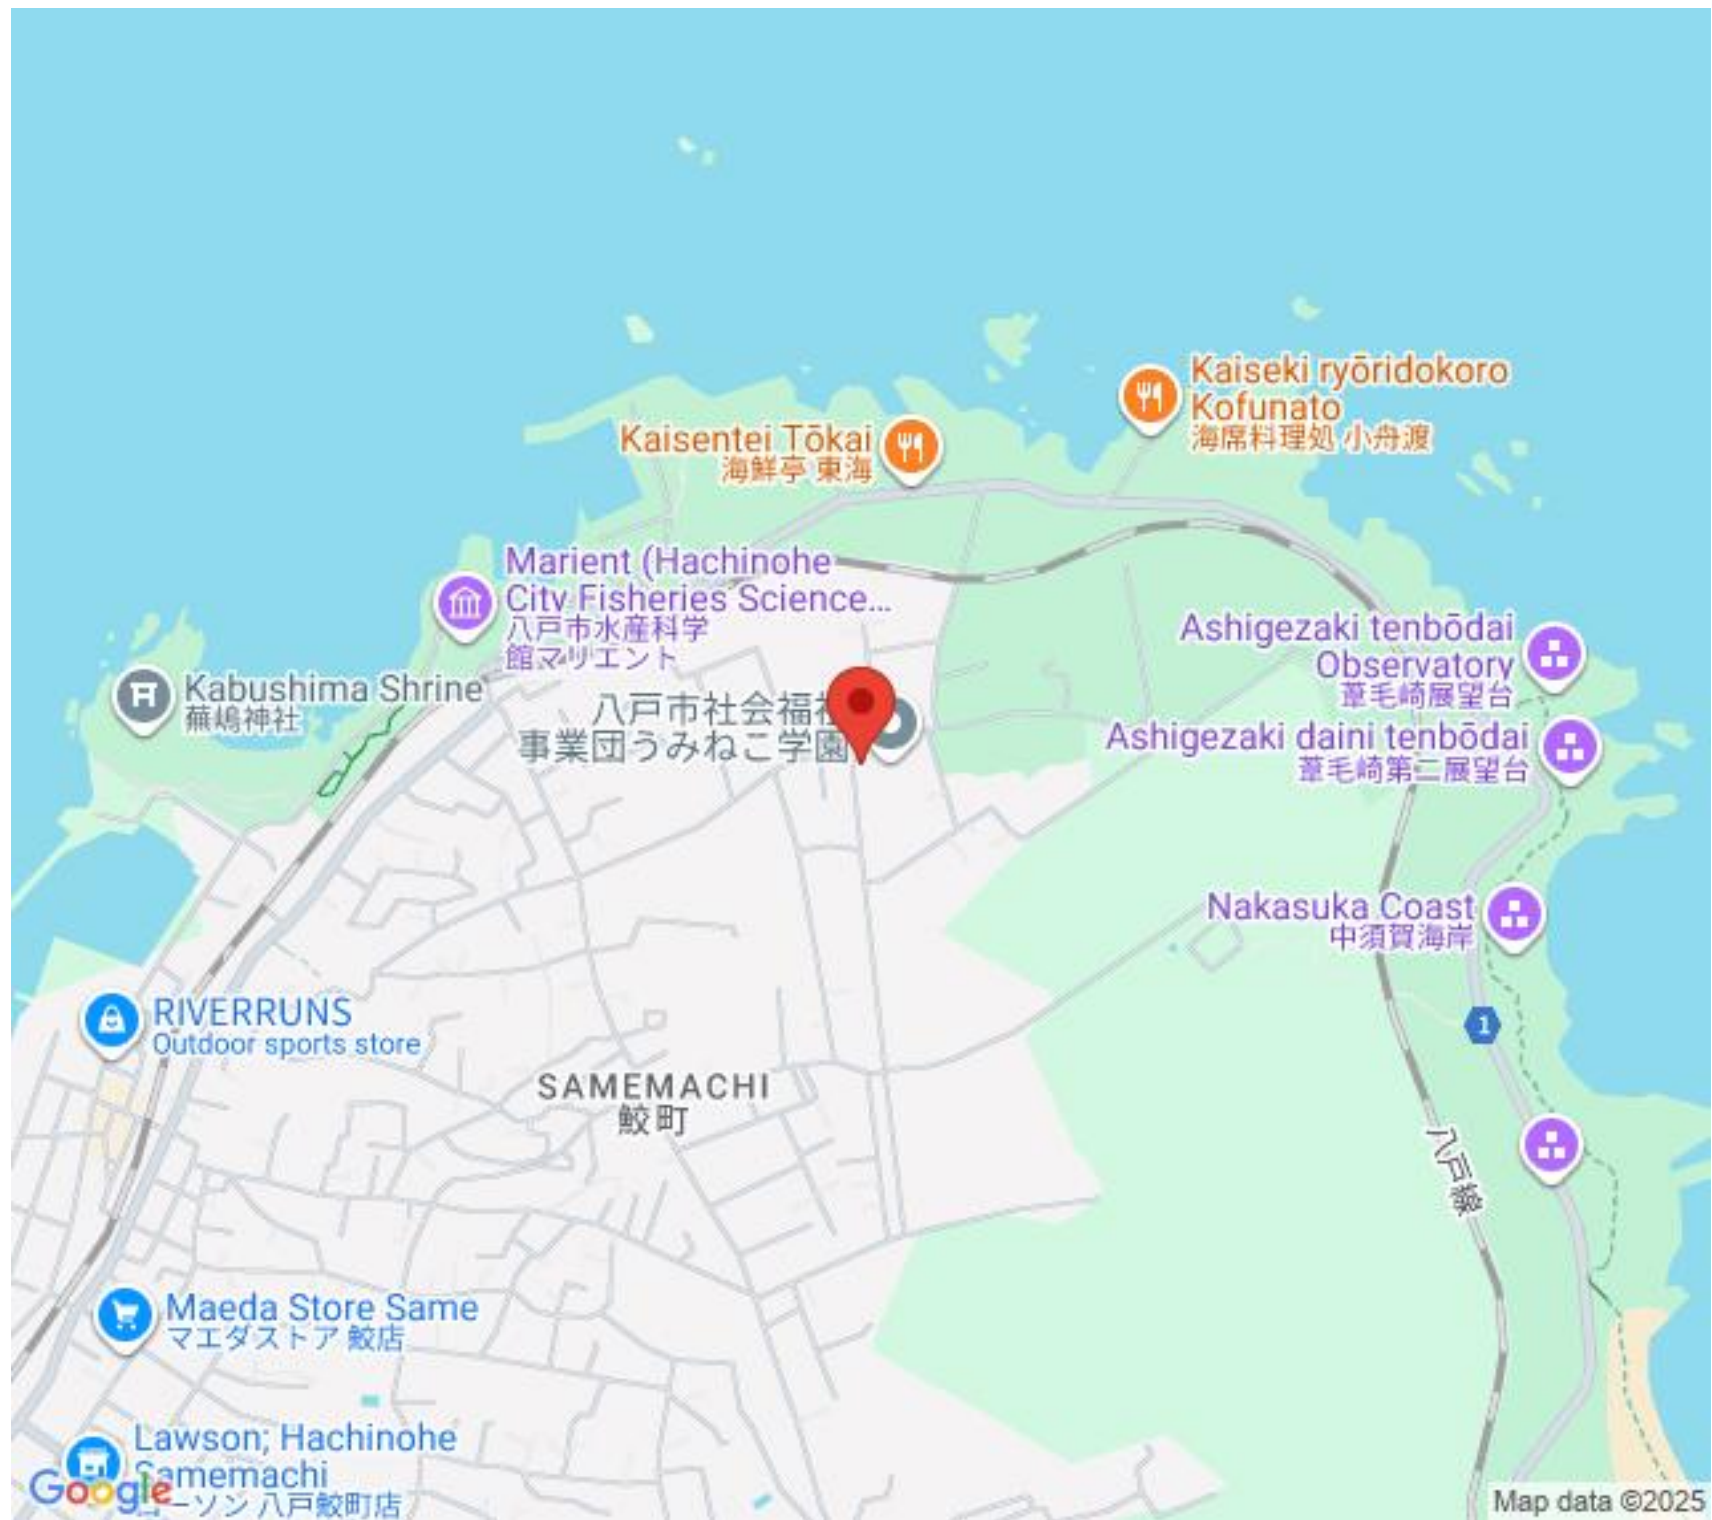 Kaiseki ryōridokoro
Kofunato
海席料理処 小舟渡
Kaisentei Tōkai
海鮮亭 東海
Marient (Hachinohe
City Fisheries Science...
八戸市水産科学
館マリエント
Ashigezaki tenbōdai
Observatory
葦毛崎展望台
Kabushima Shrine
蕪嶋神社
八戸市社会福祉
事業団うみねこ学園
Ashigezaki daini tenbōdai
葦毛崎第二展望台
Nakasuka Coast
中須賀海岸
1
RIVERRUNS
Outdoor sports store
SAMEMACHI
鮫町
八戸線
Maeda Store Same
マエダストア 鮫店
Lawson; Hachinohe
Samemachi
ローソン 八戸鮫町店
Google
Map data ©2025